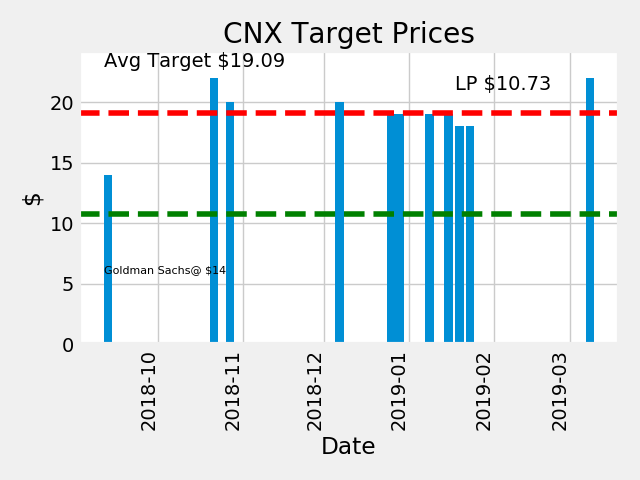 CNX Target Prices
Avg Target $19.09
LP $10.73
20
15
10
5
0
$
Goldman Sachs@ $14
2018-10
2018-11
2018-12
2019-01
2019-02
2019-03
Date